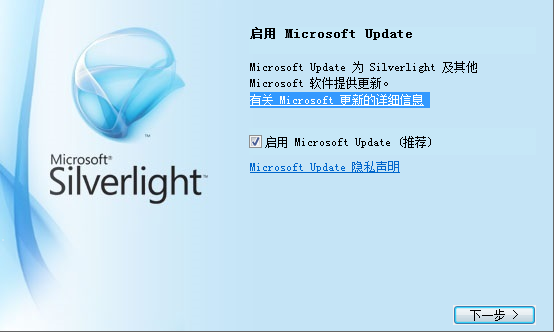 启用 Microsoft Update
Microsoft Update 为 Silverlight 及其他
Microsoft 软件提供更新。
有关 Microsoft 更新的详细信息
启用 Microsoft Update (推荐)
Microsoft Update 隐私声明
Microsoft®
Silverlight™
下一步 >